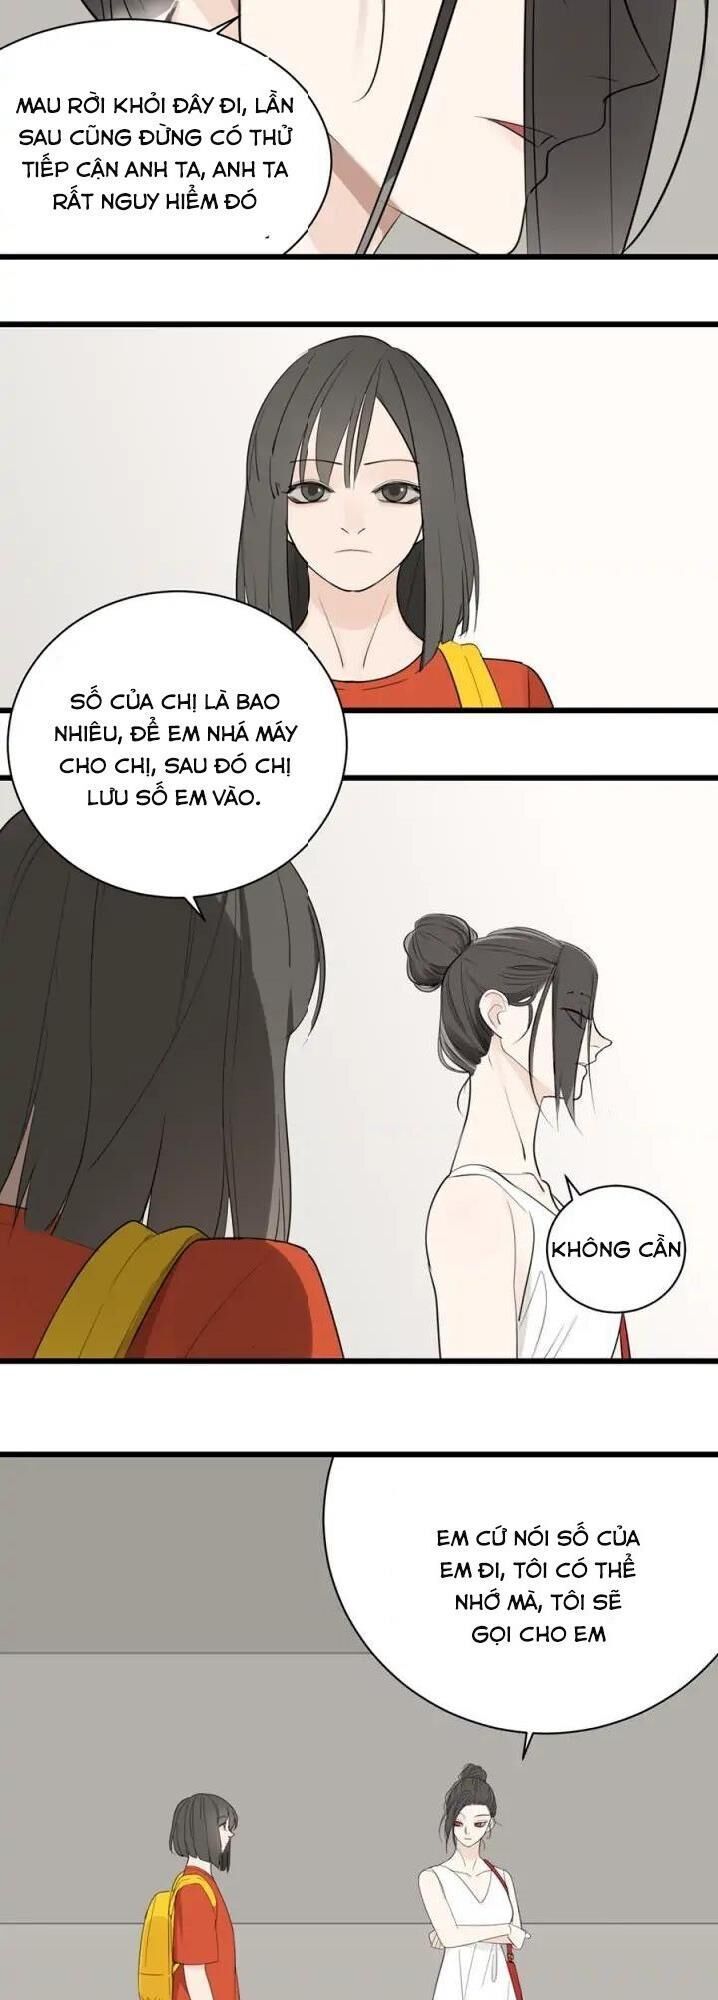 MAU RỜI KHỎI ĐÂY ĐI, LẦN
SAU CŨNG ĐỪNG CÓ THỬ
TIẾP CẬN ANH TA, ANH TA
RẤT NGUY HIỂM ĐÓ
SỐ CỦA CHỊ LÀ BAO
NHIÊU, ĐỂ EM NHÁ MÁY
CHO CHỊ, SAU ĐÓ CHỊ
LƯU SỐ EM VÀO.
KHÔNG CẦN
EM CỨ NÓI SỐ CỦA
EM ĐI, TÔI CÓ THỂ
NHỚ MÀ, TÔI SẼ
GỌI CHO EM